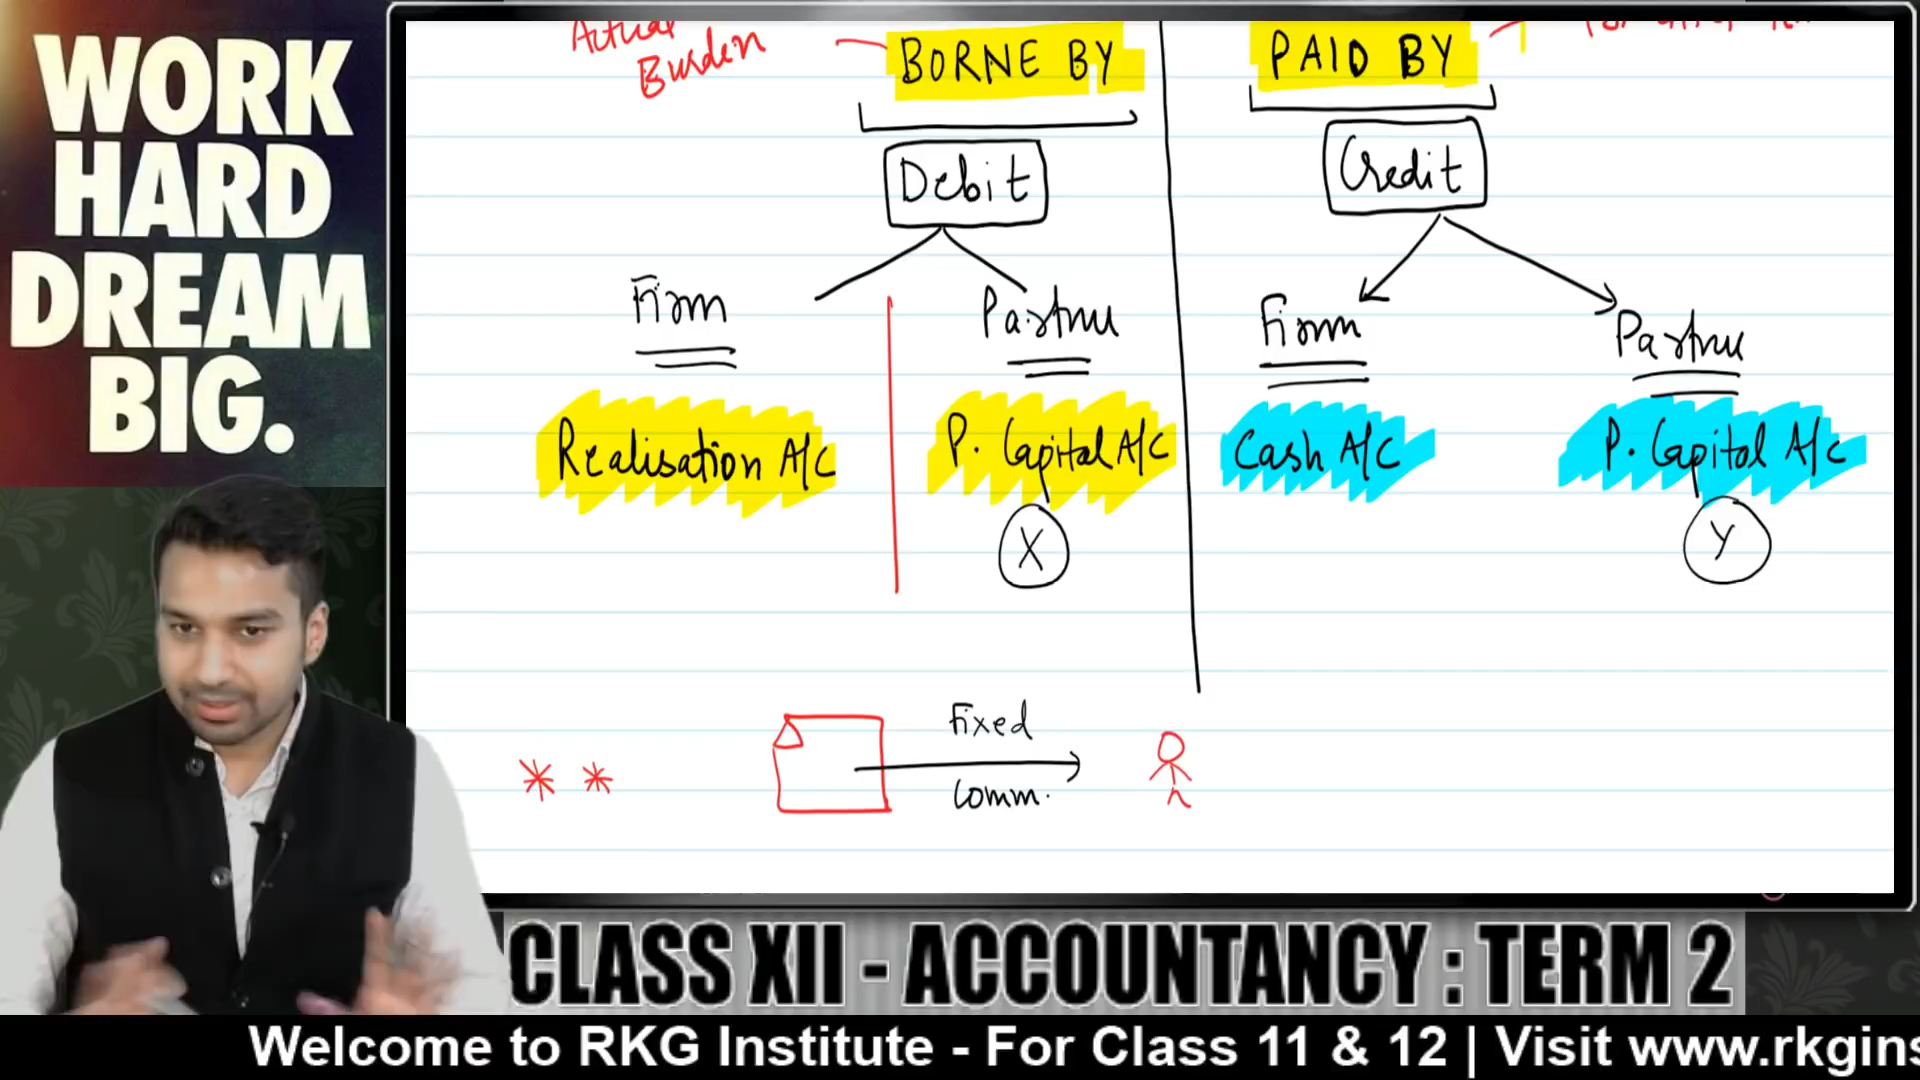 WORK
HARD
DREAM
BIG.
Actual
Burden
BORNE BY
PAID BY
Debit
Credit
Firm
Partner
Firm
Partner
Realisation A/C
P. Capital A/C
Cash A/C
P. Capital A/C
X
Y
Fixed
Comm.
CLASS XII - ACCOUNTANCY : TERM 2
Welcome to RKG Institute - For Class 11 & 12 | Visit www.rkgins